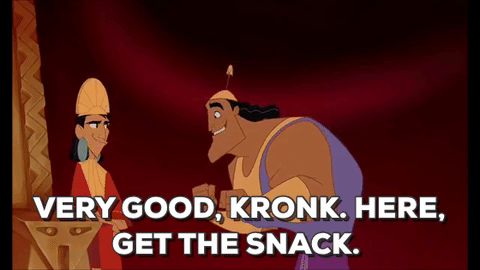 VERY GOOD, KRONK. HERE,
GET THE SNACK.